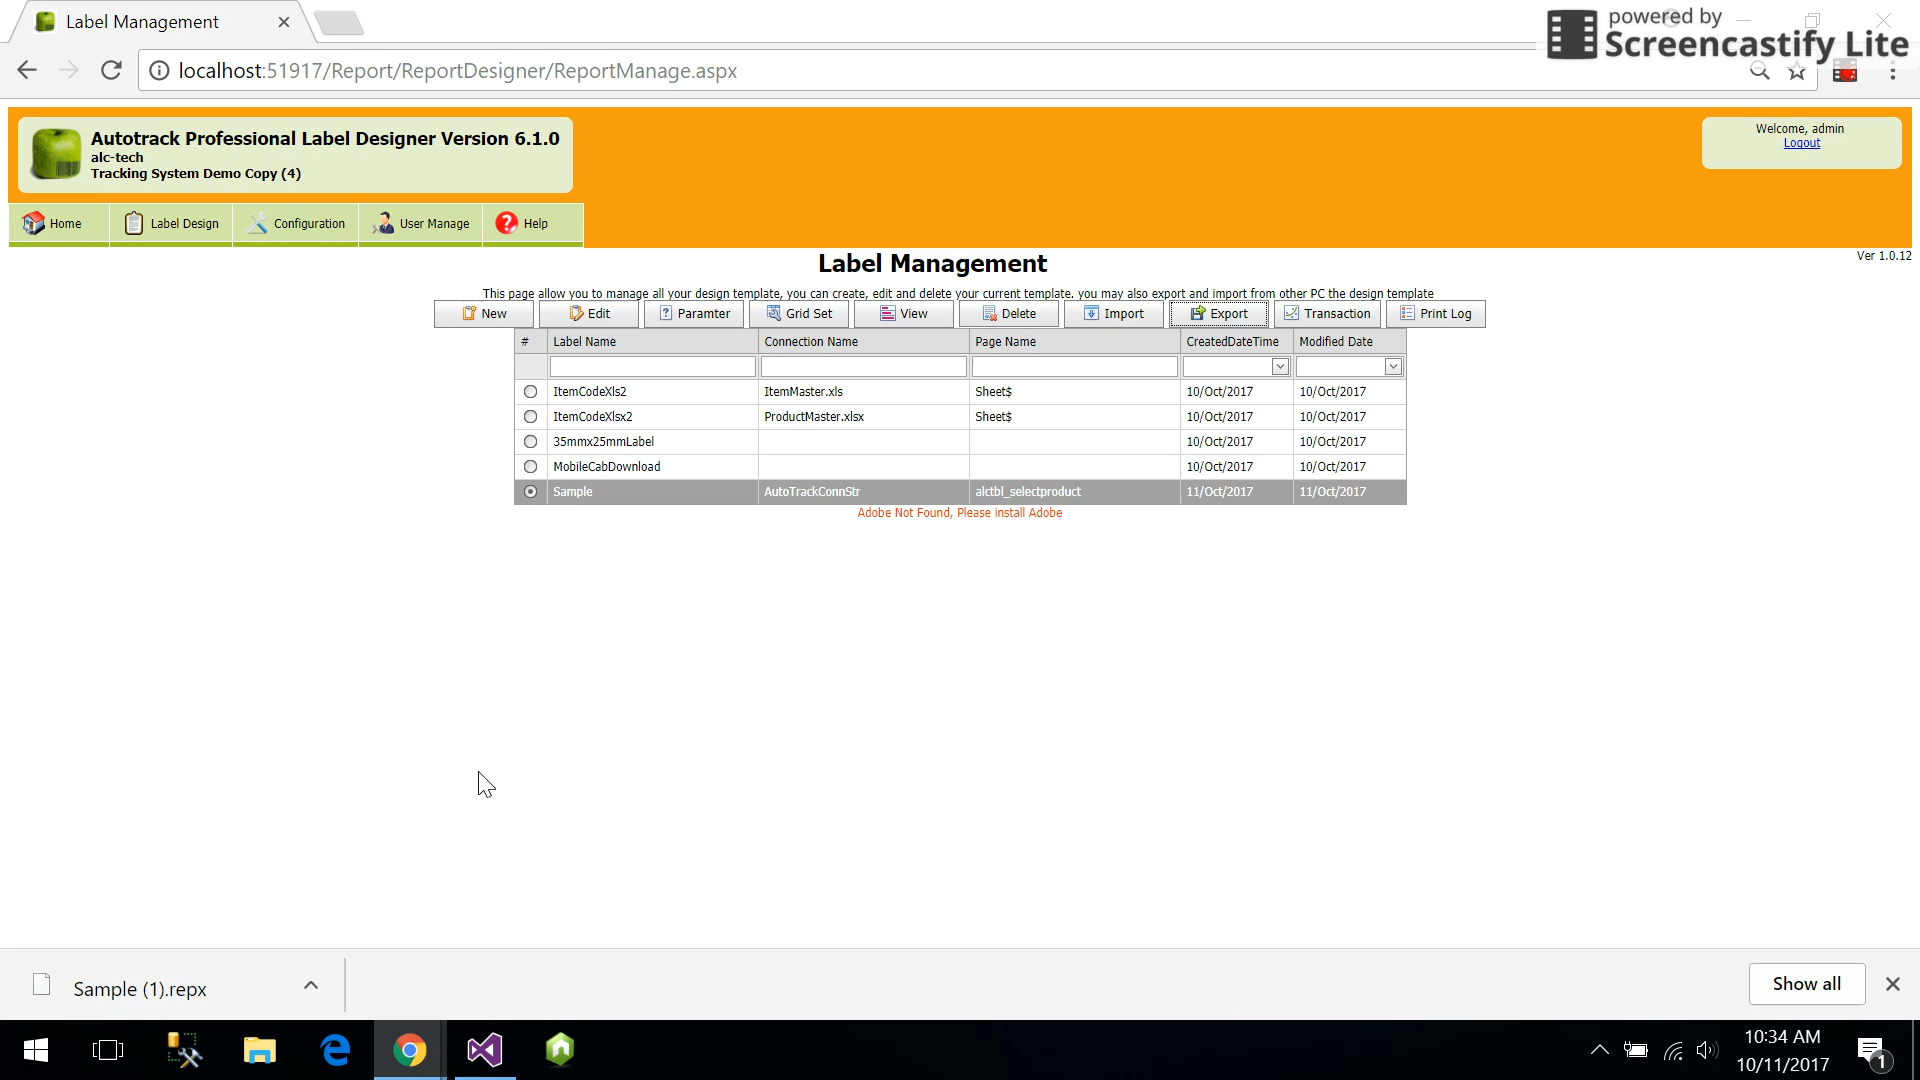 Label Management
powered by
Screencastify Lite
localhost:51917/Report/ReportDesigner/ReportManage.aspx
Autotrack Professional Label Designer Version 6.1.0
alc-tech
Tracking System Demo Copy (4)
Welcome, admin
Logout
Home Label Design Configuration User Manage Help
Ver 1.0.12
Label Management
This page allow you to manage all your design template, you can create, edit and delete your current template. you may also export and import from other PC the design template
New Edit Paramter Grid Set View Delete Import Export Transaction Print Log
# Label Name Connection Name Page Name CreatedDateTime Modified Date
ItemCodeXls2 ItemMaster.xls Sheet$ 10/Oct/2017 10/Oct/2017
ItemCodeXlsx2 ProductMaster.xlsx Sheet$ 10/Oct/2017 10/Oct/2017
35mmx25mmLabel 10/Oct/2017 10/Oct/2017
MobileCabDownload 10/Oct/2017 10/Oct/2017
Sample AutoTrackConnStr alctbl_selectproduct 11/Oct/2017 11/Oct/2017
Adobe Not Found, Please install Adobe
Sample (1).repx
Show all
10:34 AM
10/11/2017
1